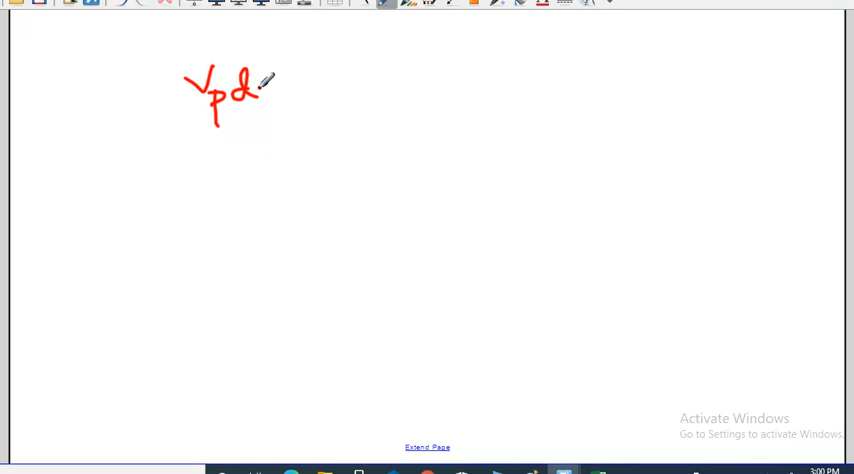 Vpd
Extend Page
Activate Windows
Go to Settings to activate Windows.
3:00 PM